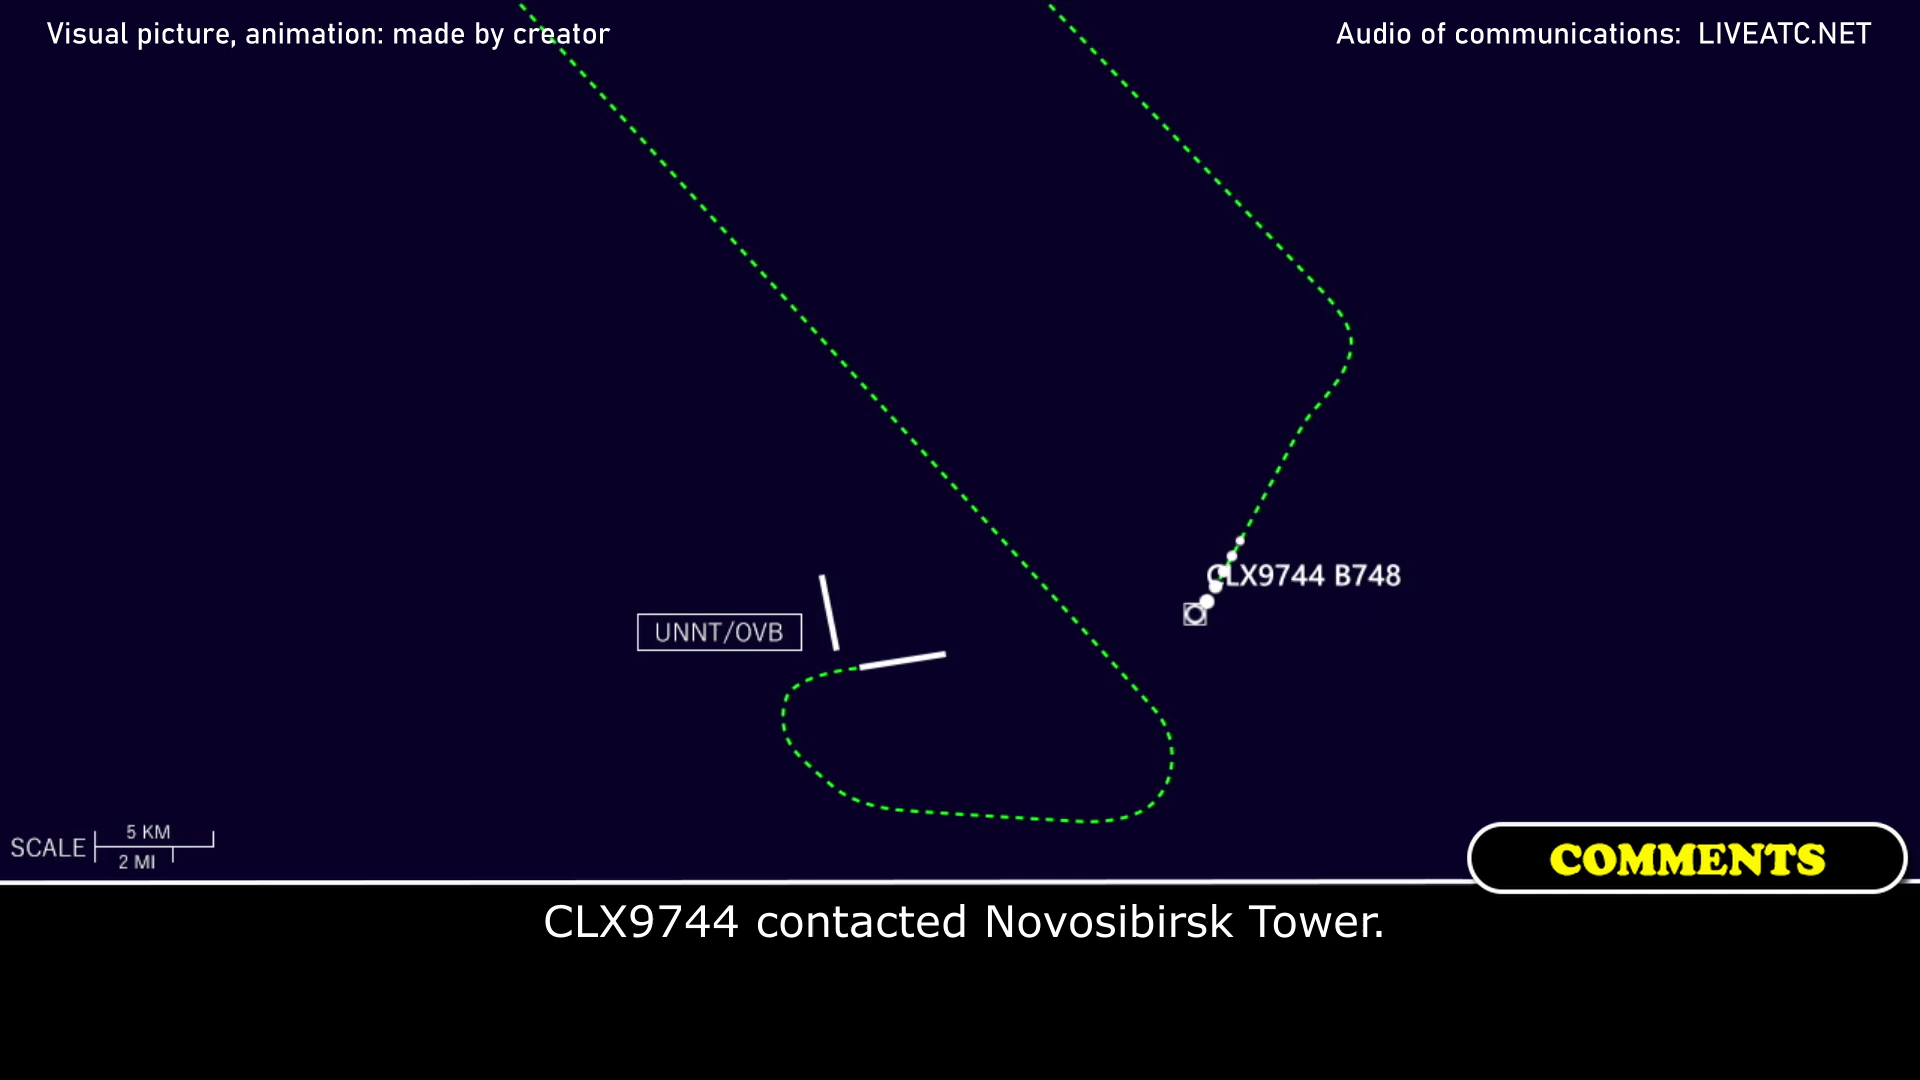 Visual picture, animation: made by creator
Audio of communications: LIVEATC.NET
CLX9744 B748
UNNT/OVB
SCALE
5 KM
2 MI
COMMENTS
CLX9744 contacted Novosibirsk Tower.